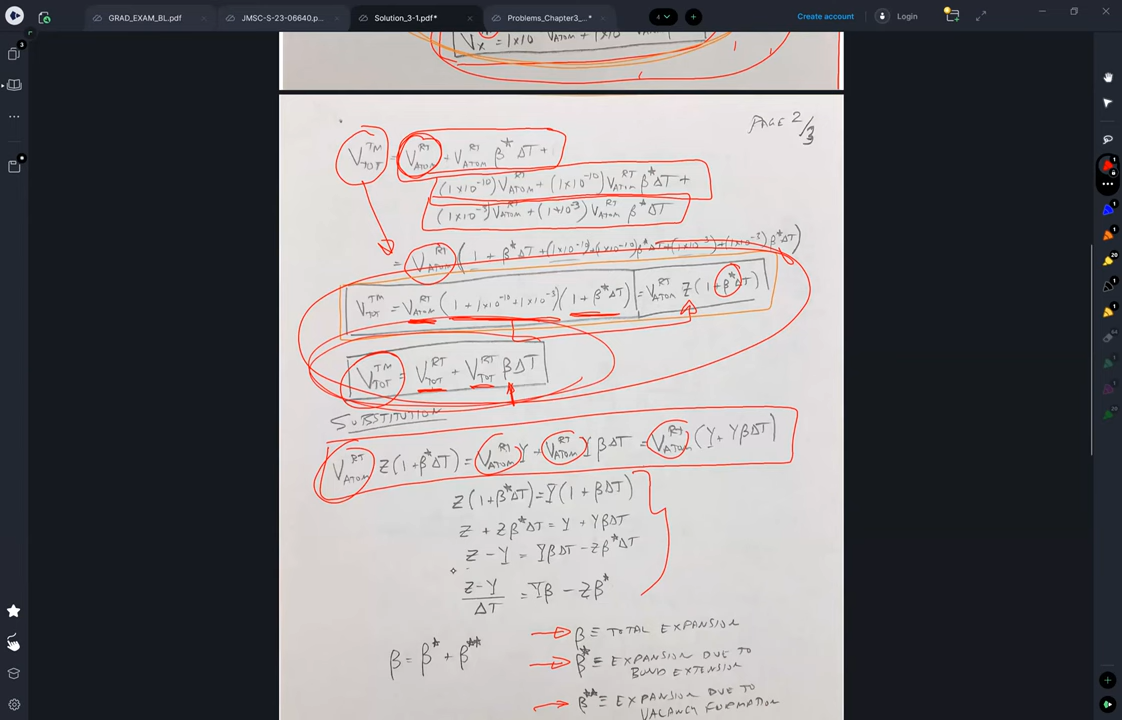 GRAD_EXAM_BL.pdf
JMSC-S-23-06640.p...
Solution_3-1.pdf*
Problems_Chapter3_...*
4
Create account
Login
PAGE 2/3
V_TOT^TM = V_ATOM^RT + V_ATOM^RT β* ΔT +
(1×10^-10) V_ATOM^RT + (1×10^-10) V_ATOM^RT β* ΔT +
(1×10^-3) V_ATOM^RT + (1×10^-3) V_ATOM^RT β* ΔT
= V_ATOM^RT (1 + β* ΔT + (1×10^-10) + (1×10^-10) β* ΔT + (1×10^-3) + (1×10^-3) β* ΔT)
V_TOT^TM = V_ATOM^RT (1 + 1×10^-10 + 1×10^-3)(1 + β* ΔT) = V_ATOM^RT Z (1 + β* ΔT)
V_TOT^TM = V_TOT^RT + V_TOT^RT β ΔT
SUBSTITUTION
V_ATOM^RT Z (1 + β* ΔT) = V_ATOM^RT Y + V_ATOM^RT Y β ΔT = V_ATOM^RT (Y + Y β ΔT)
Z (1 + β* ΔT) = Y (1 + β ΔT)
Z + Z β* ΔT = Y + Y β ΔT
Z - Y = Y β ΔT - Z β* ΔT
(Z - Y)/ΔT = Y β - Z β*
β = β* + β**
β ≡ TOTAL EXPANSION
β* ≡ EXPANSION DUE TO
BOND EXTENSION
β** ≡ EXPANSION DUE TO
VACANCY FORMATION